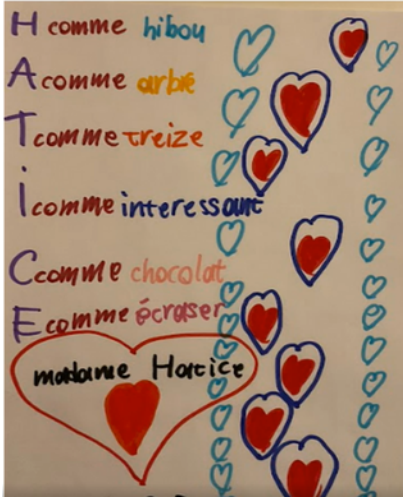 H comme hibou
A comme arbre
T comme treize
I comme interessant
C comme chocolat
E comme écraser
madame Hatice